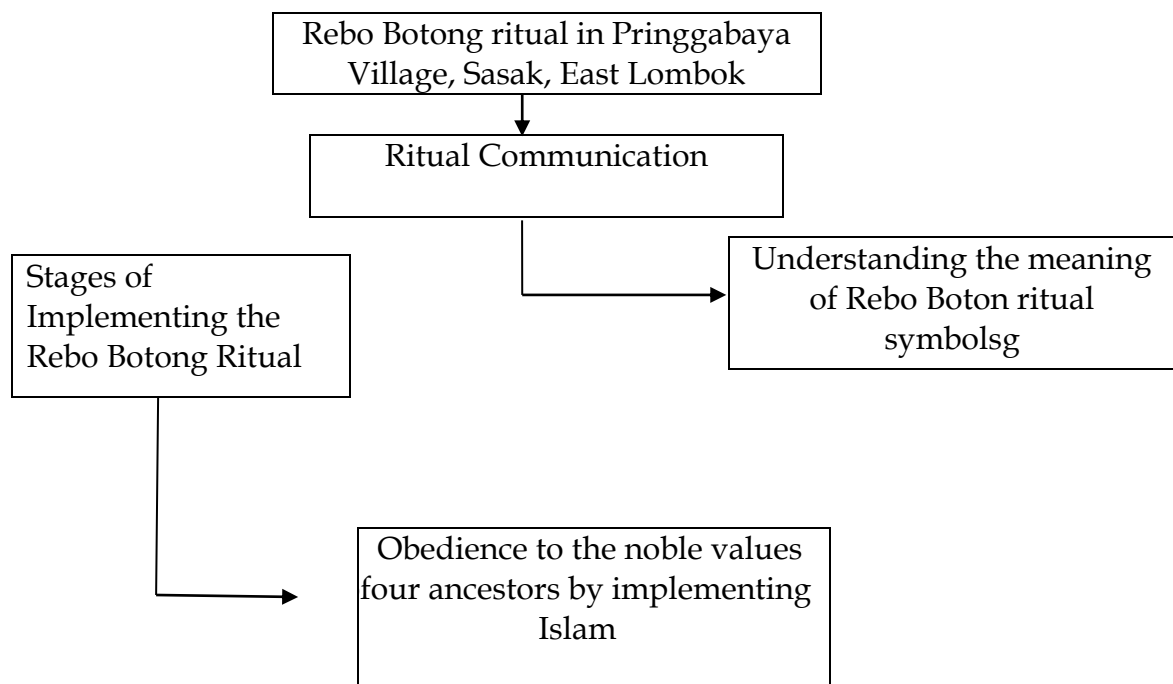 Rebo Botong ritual in Pringgabaya
Village, Sasak, East Lombok
Ritual Communication
Stages of
Implementing the
Rebo Botong Ritual
Understanding the meaning
of Rebo Boton ritual
symbolsg
Obedience to the noble values
four ancestors by implementing
Islam